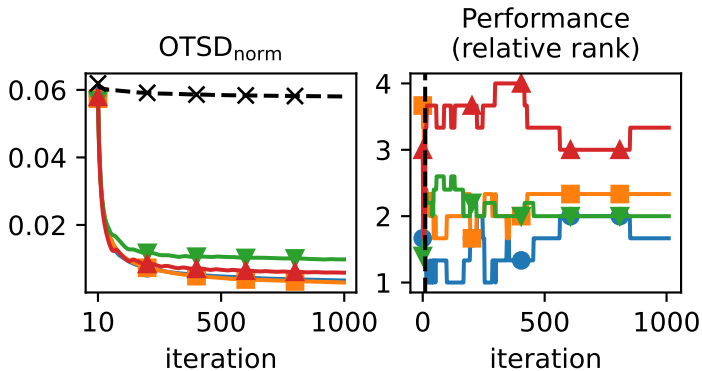 OTSD_norm
0.06
0.04
0.02
10 500 1000
iteration
Performance
(relative rank)
4
3
2
1
0 500 1000
iteration